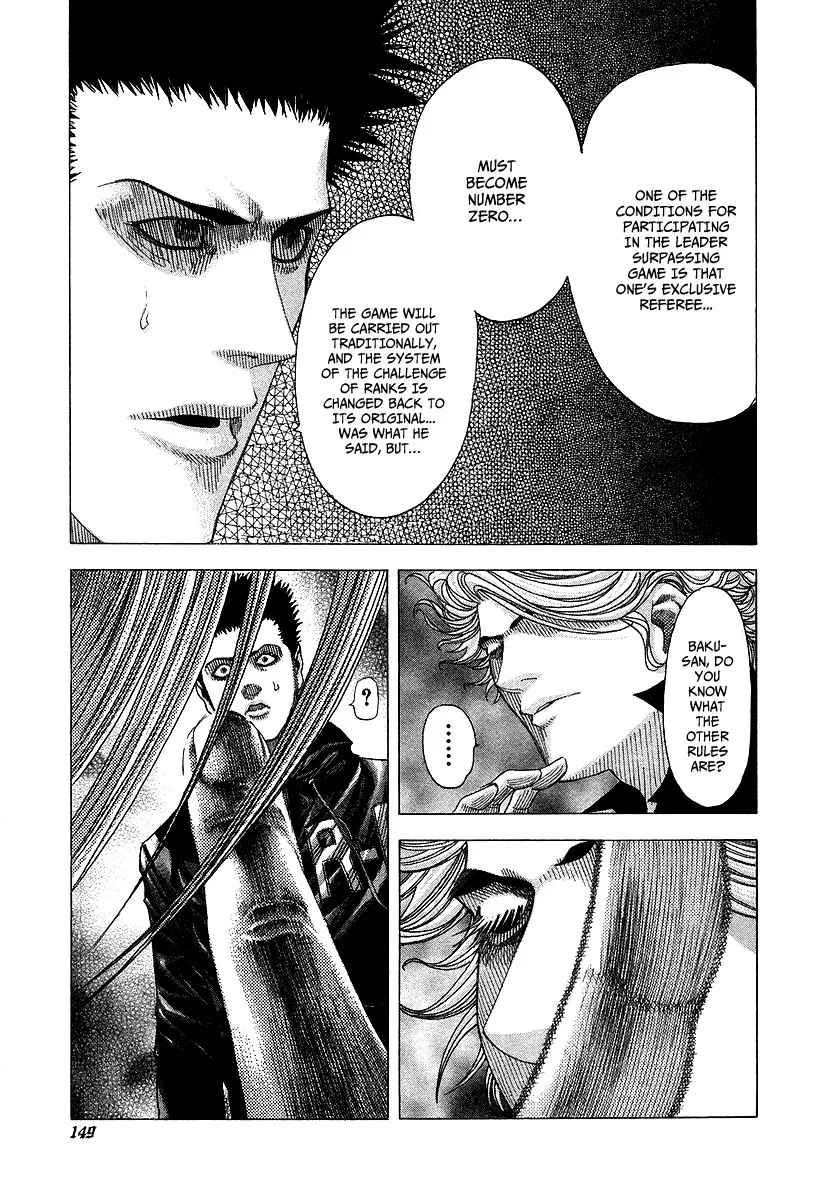 ONE OF THE
CONDITIONS FOR
PARTICIPATING
IN THE LEADER
SURPASSING
GAME IS THAT
ONE'S EXCLUSIVE
REFEREE...
MUST
BECOME
NUMBER
ZERO...
THE GAME WILL
BE CARRIED OUT
TRADITIONALLY,
AND THE SYSTEM
OF THE CHALLENGE
OF RANKS IS
CHANGED BACK TO
ITS ORIGINAL...
WAS WHAT HE
SAID, BUT...
BAKU-
SAN, DO
YOU
KNOW
WHAT
THE
OTHER
RULES
ARE?
......
?
149